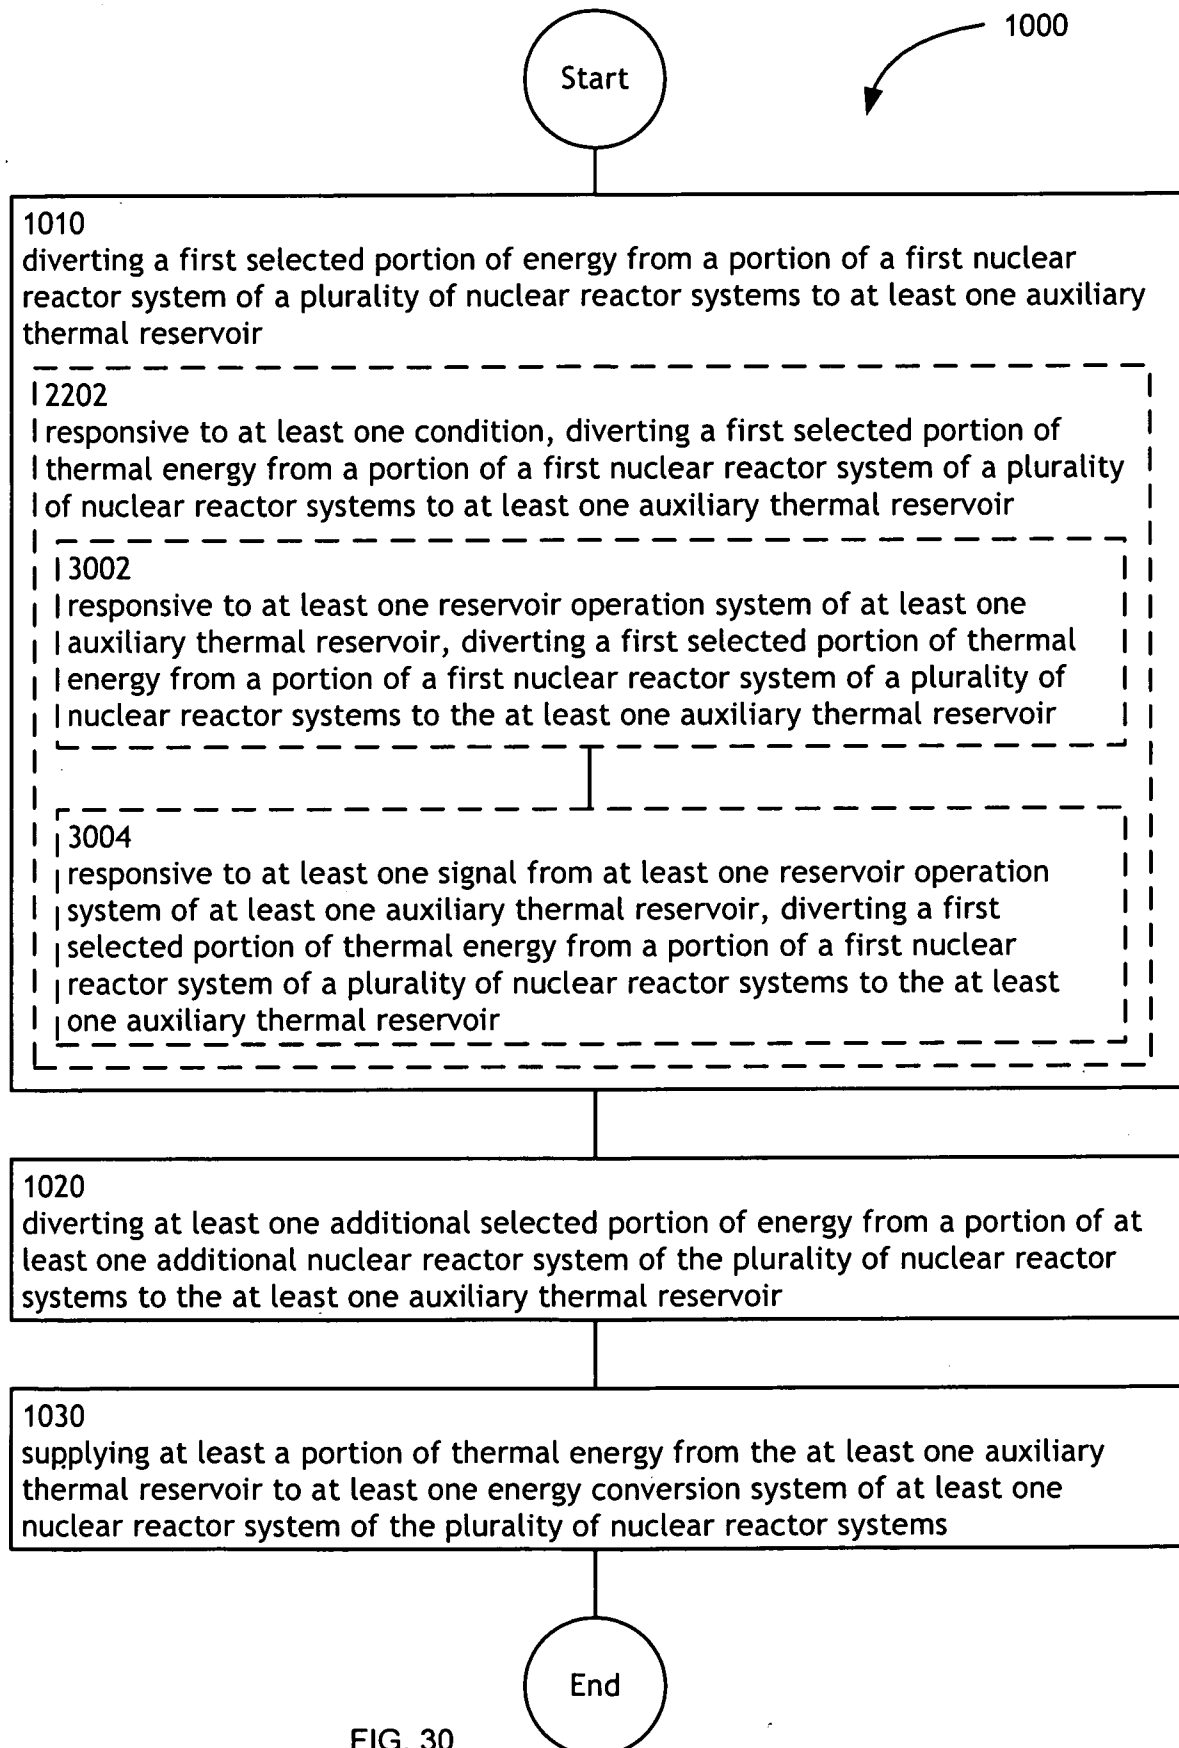 1000
Start
1010
diverting a first selected portion of energy from a portion of a first nuclear
reactor system of a plurality of nuclear reactor systems to at least one auxiliary
thermal reservoir
2202
responsive to at least one condition, diverting a first selected portion of
thermal energy from a portion of a first nuclear reactor system of a plurality
of nuclear reactor systems to at least one auxiliary thermal reservoir
3002
responsive to at least one reservoir operation system of at least one
auxiliary thermal reservoir, diverting a first selected portion of thermal
energy from a portion of a first nuclear reactor system of a plurality of
nuclear reactor systems to the at least one auxiliary thermal reservoir
3004
responsive to at least one signal from at least one reservoir operation
system of at least one auxiliary thermal reservoir, diverting a first
selected portion of thermal energy from a portion of a first nuclear
reactor system of a plurality of nuclear reactor systems to the at least
one auxiliary thermal reservoir
1020
diverting at least one additional selected portion of energy from a portion of at
least one additional nuclear reactor system of the plurality of nuclear reactor
systems to the at least one auxiliary thermal reservoir
1030
supplying at least a portion of thermal energy from the at least one auxiliary
thermal reservoir to at least one energy conversion system of at least one
nuclear reactor system of the plurality of nuclear reactor systems
End
FIG. 30